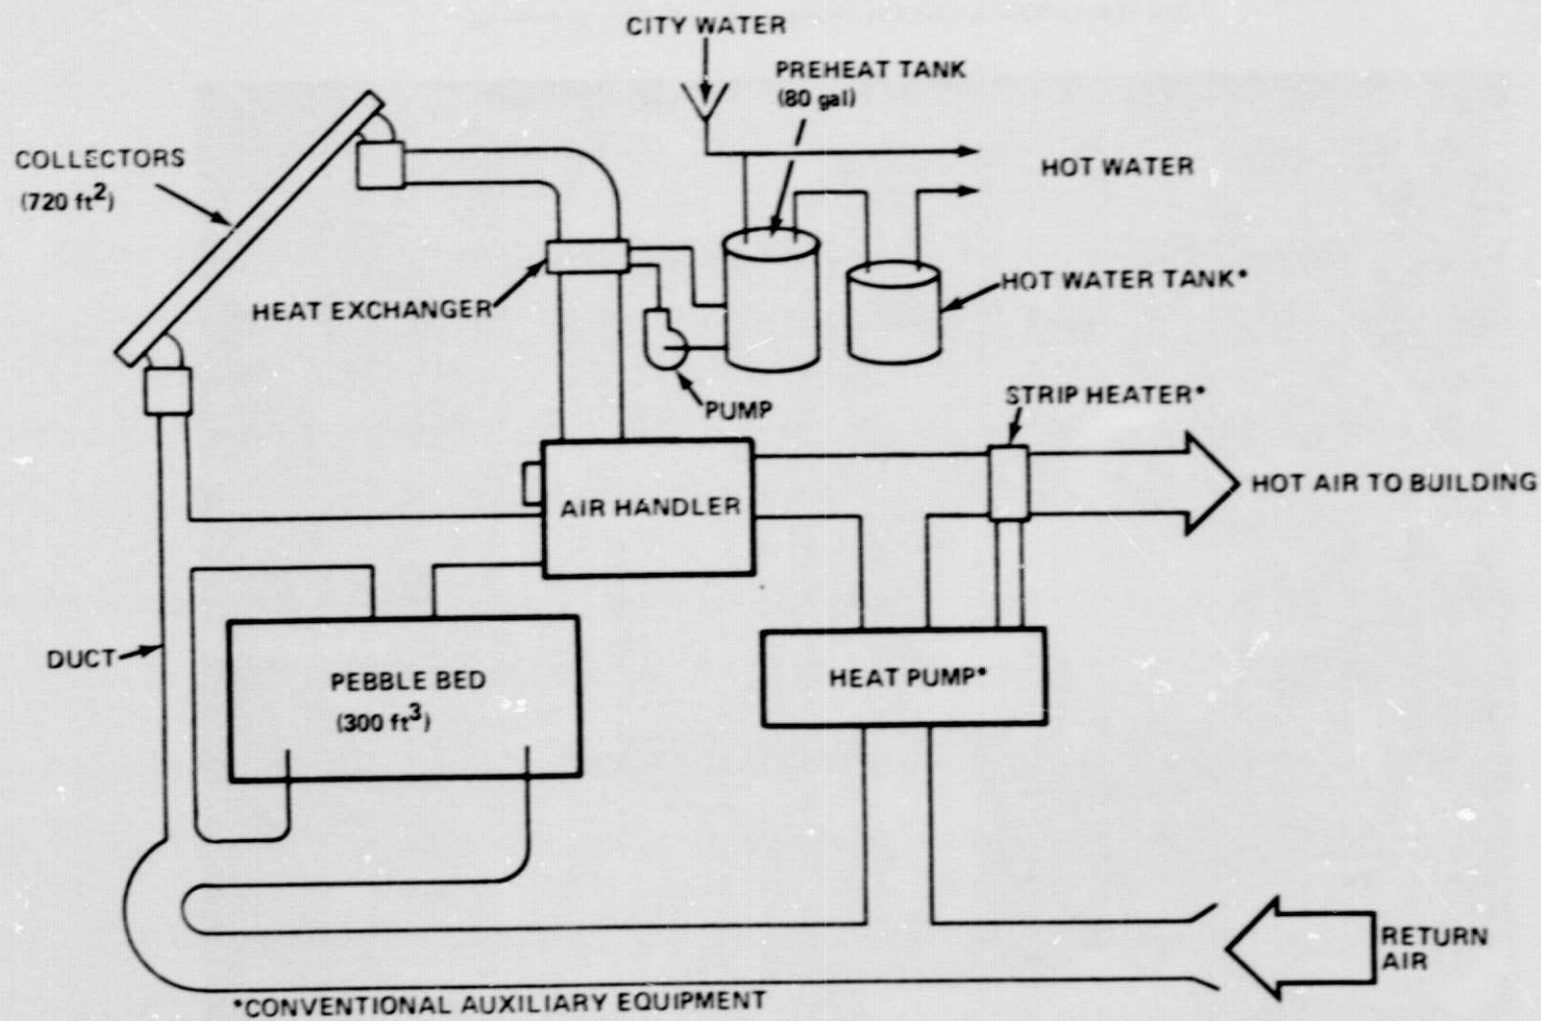 CITY WATER
PREHEAT TANK
(80 gal)
COLLECTORS
(720 ft²)
HOT WATER
HEAT EXCHANGER
HOT WATER TANK*
PUMP
STRIP HEATER*
AIR HANDLER
HOT AIR TO BUILDING
DUCT
PEBBLE BED
(300 ft³)
HEAT PUMP*
RETURN
AIR
*CONVENTIONAL AUXILIARY EQUIPMENT